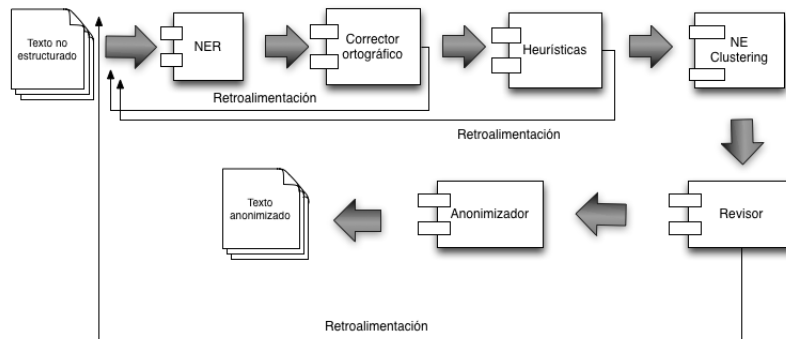 Texto no
estructurado
NER
Corrector
ortográfico
Heurísticas
NE
Clustering
Retroalimentación
Retroalimentación
Texto
anonimizado
Anonimizador
Revisor
Retroalimentación